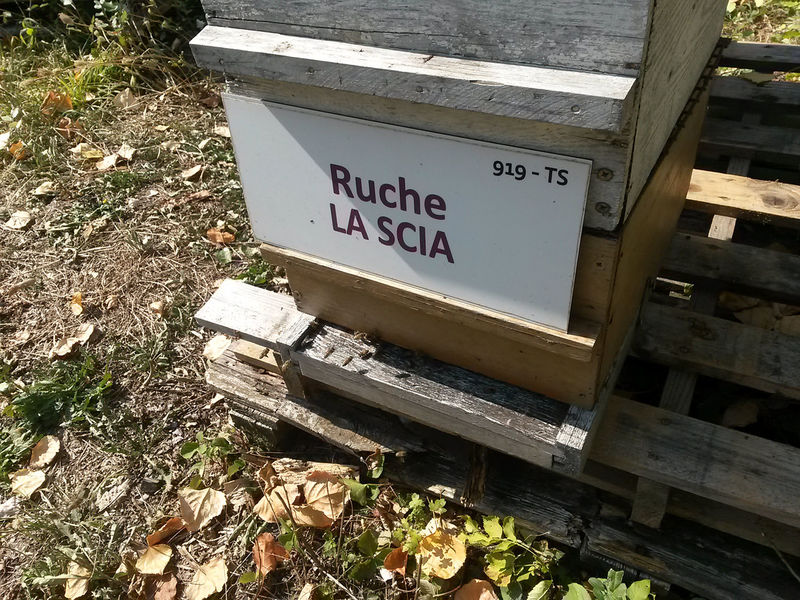 919 - TS
Ruche
LA SCIA